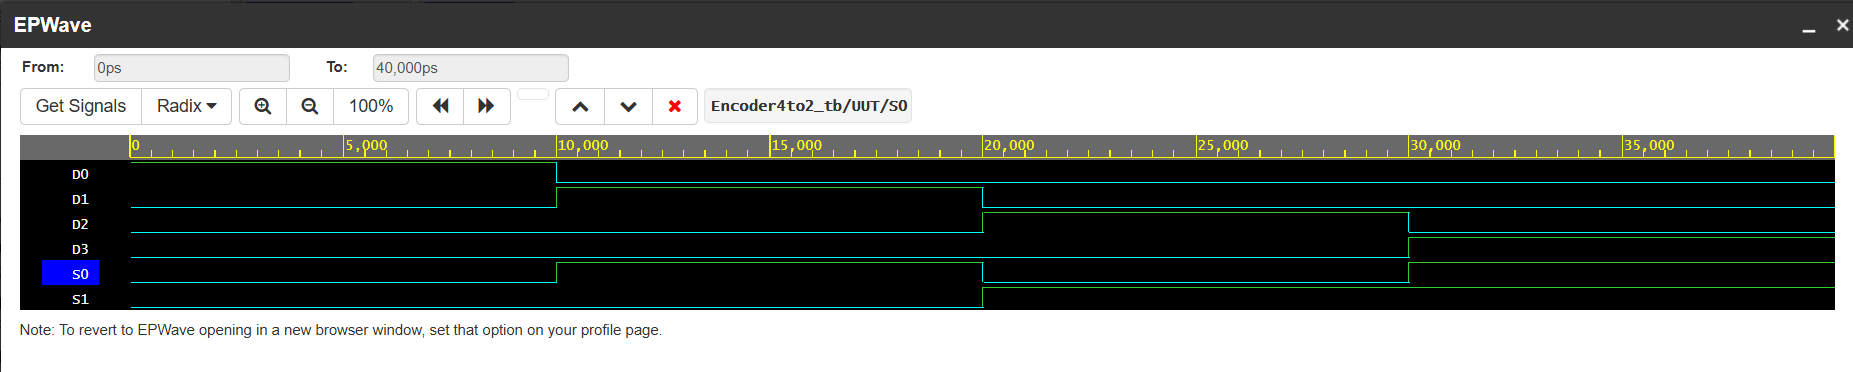 EPWave
From: 0ps To: 40,000ps
Get Signals Radix 100% Encoder4to2_tb/UUT/S0
0 5,000 10,000 15,000 20,000 25,000 30,000 35,000
D0
D1
D2
D3
S0
S1
Note: To revert to EPWave opening in a new browser window, set that option on your profile page.